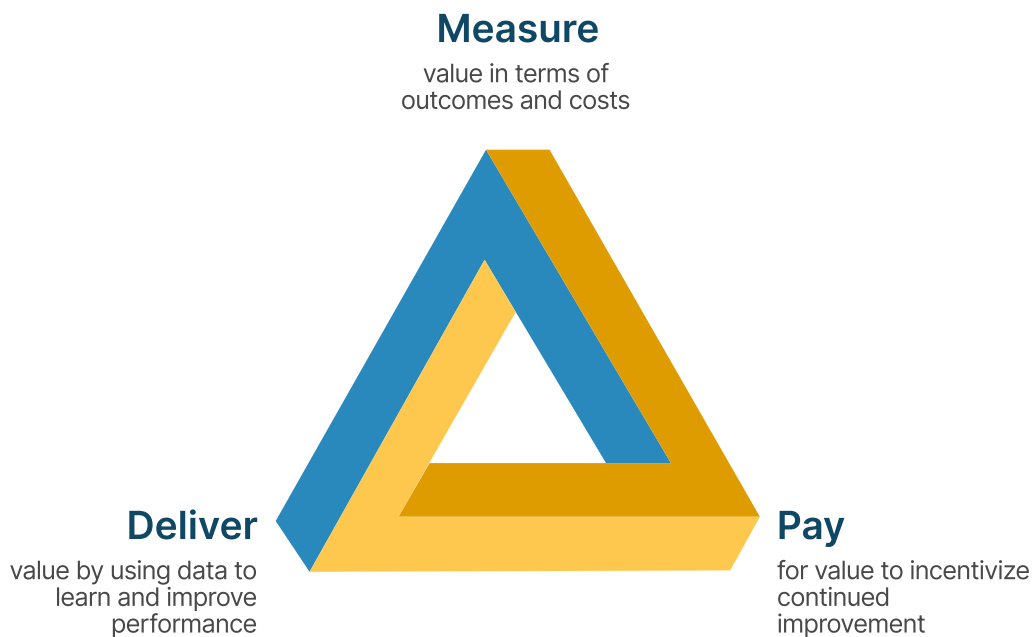 Measure
value in terms of
outcomes and costs
Deliver
value by using data to
learn and improve
performance
Pay
for value to incentivize
continued
improvement